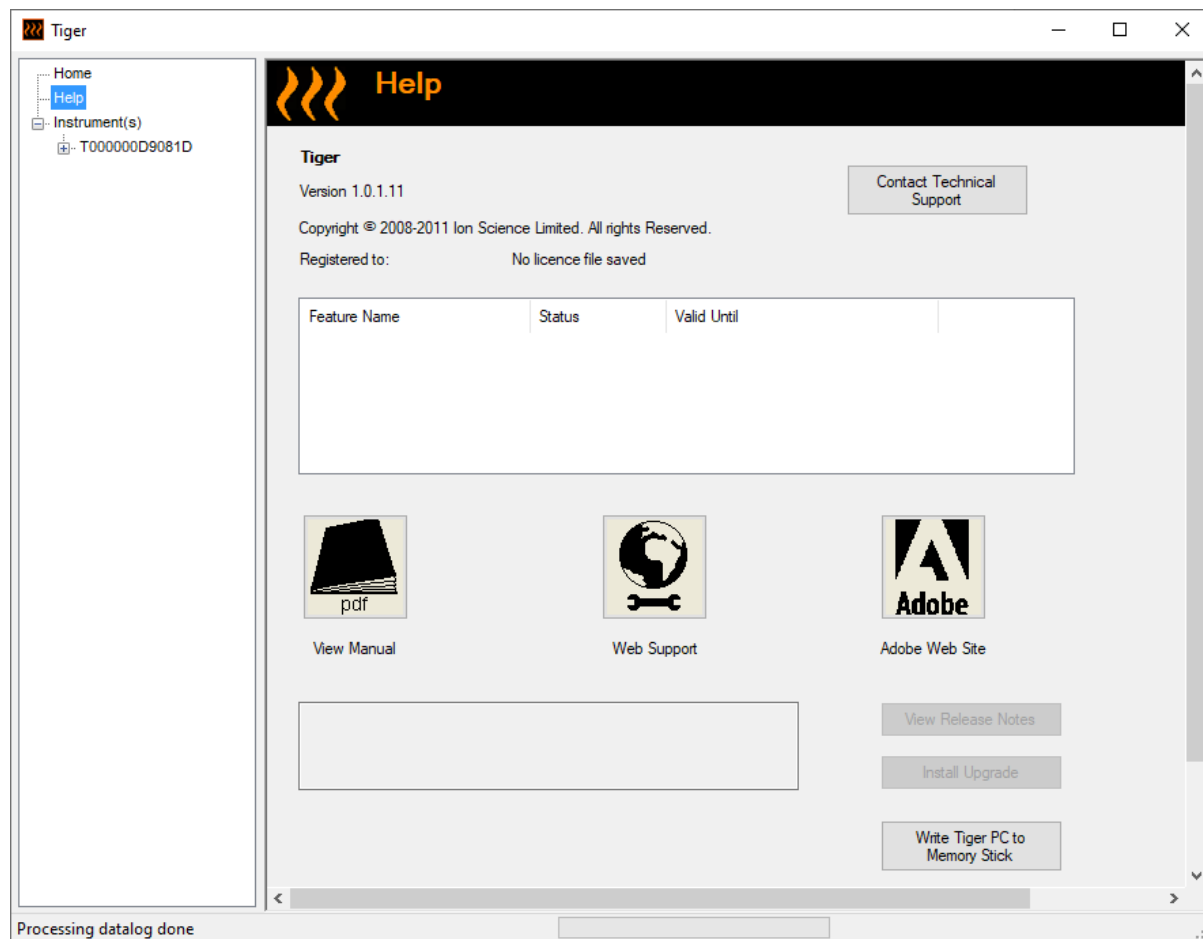 Tiger
Home
Help
Instrument(s)
T000000D9081D
Help
Tiger
Version 1.0.1.11
Contact Technical
Support
Copyright © 2008-2011 Ion Science Limited. All rights Reserved.
Registered to: No licence file saved
Feature Name Status Valid Until
pdf
Adobe
View Manual Web Support Adobe Web Site
View Release Notes
Install Upgrade
Write Tiger PC to
Memory Stick
Processing datalog done